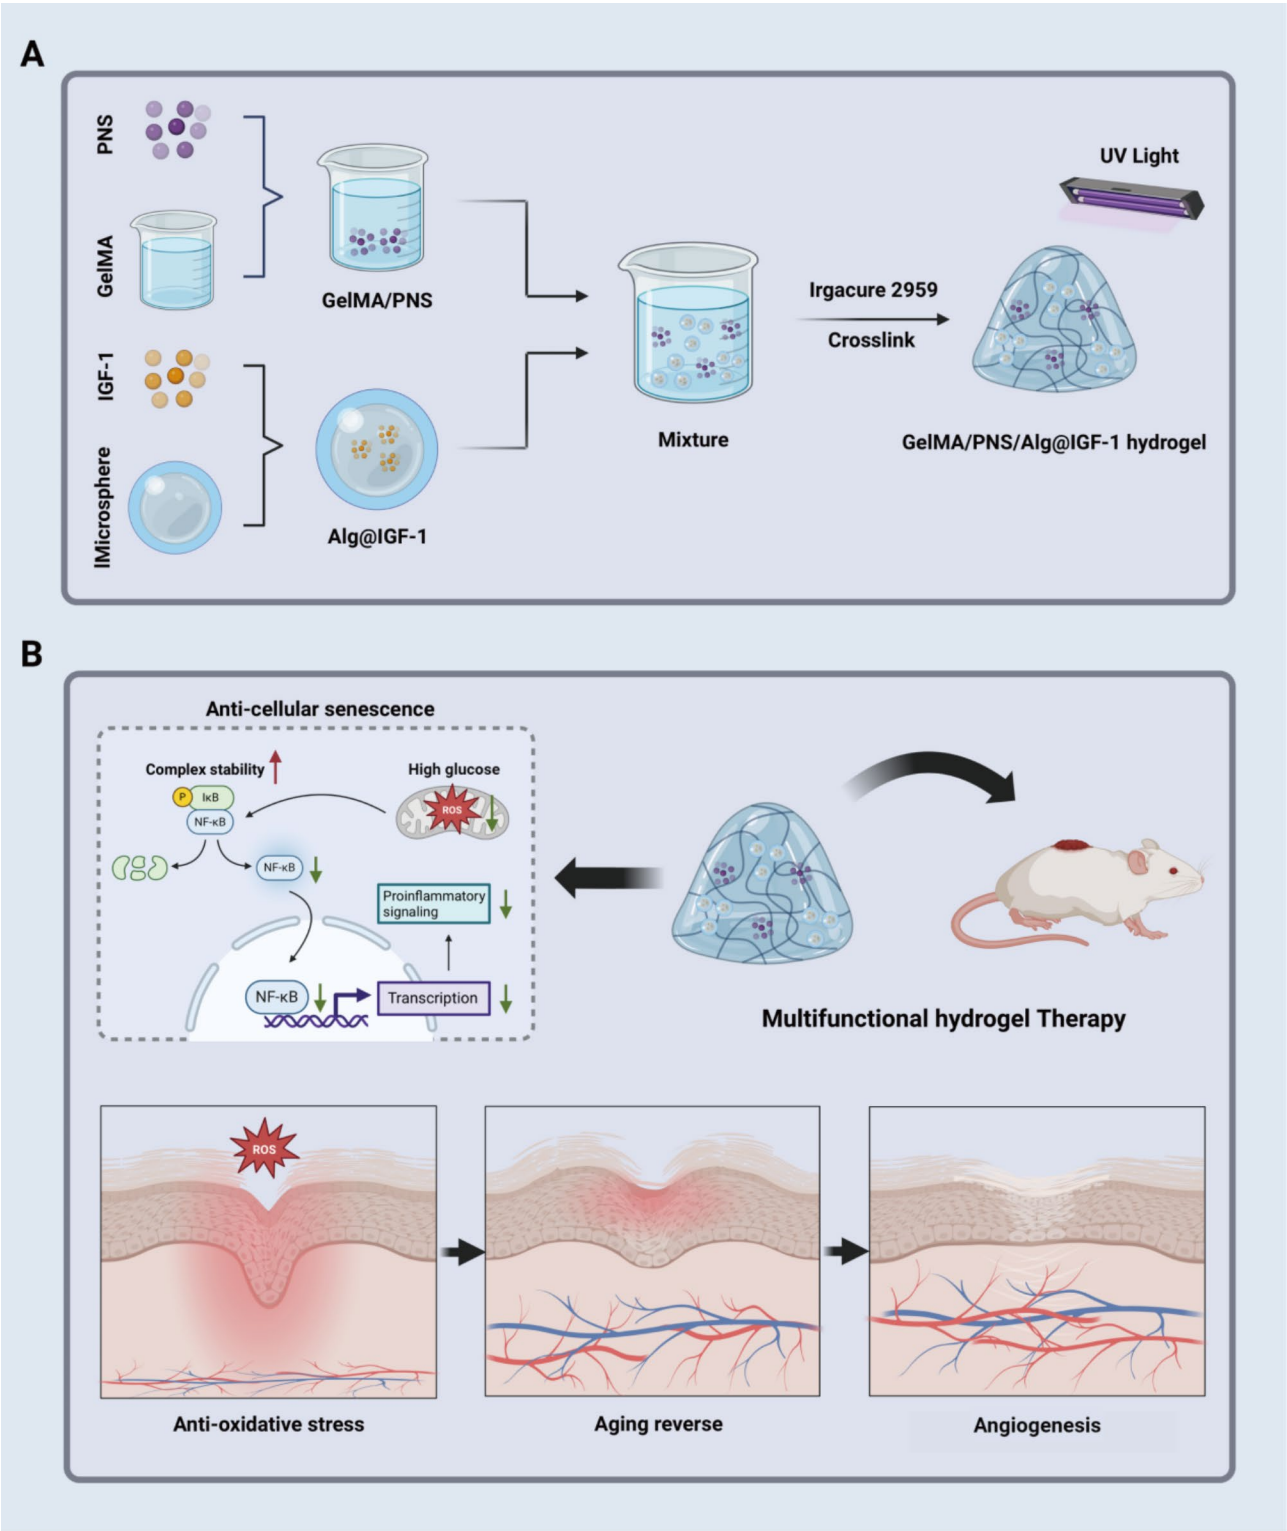 A
PNS
GelMA
IGF-1
IMicrosphere
GelMA/PNS
Alg@IGF-1
Mixture
Irgacure 2959
Crosslink
UV Light
GelMA/PNS/Alg@IGF-1 hydrogel
B
Anti-cellular senescence
Complex stability
High glucose
P
IκB
NF-κB
ROS
NF-κB
Proinflammatory
signaling
NF-κB
Transcription
Multifunctional hydrogel Therapy
ROS
Anti-oxidative stress
Aging reverse
Angiogenesis